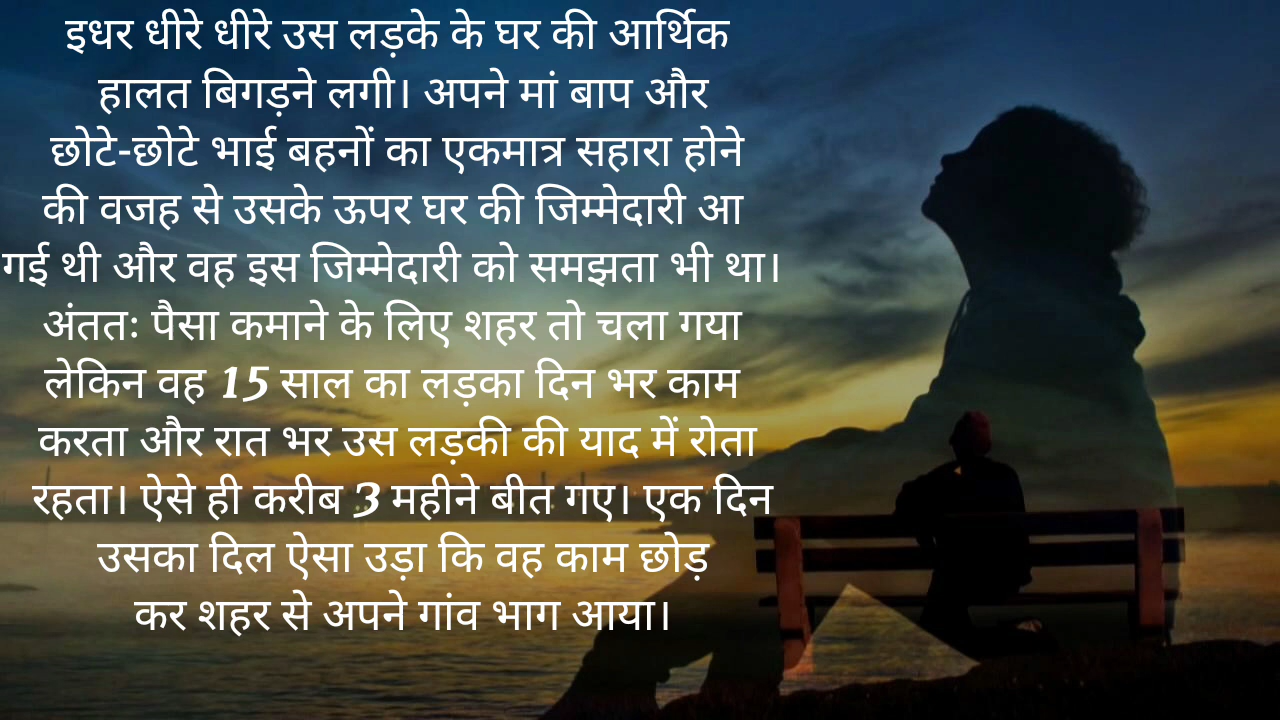 इधर धीरे धीरे उस लड़के के घर की आर्थिक
हालत बिगड़ने लगी। अपने मां बाप और
छोटे-छोटे भाई बहनों का एकमात्र सहारा होने
की वजह से उसके ऊपर घर की जिम्मेदारी आ
गई थी और वह इस जिम्मेदारी को समझता भी था।
अंततः पैसा कमाने के लिए शहर तो चला गया
लेकिन वह 15 साल का लड़का दिन भर काम
करता और रात भर उस लड़की की याद में रोता
रहता। ऐसे ही करीब 3 महीने बीत गए। एक दिन
उसका दिल ऐसा उड़ा कि वह काम छोड़
कर शहर से अपने गांव भाग आया।